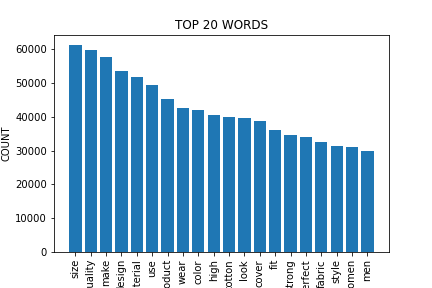 TOP 20 WORDS
COUNT
60000
50000
40000
30000
20000
10000
0
size
uality
make
esign
terial
use
oduct
wear
color
high
otton
look
cover
fit
trong
erfect
fabric
style
omen
men